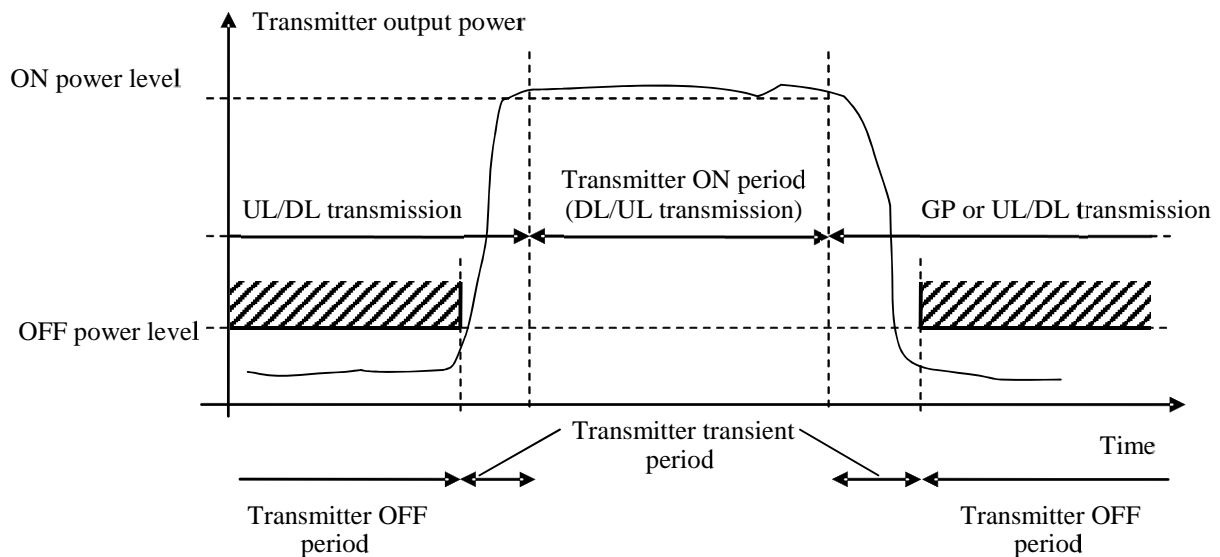 Transmitter output power
ON power level
Transmitter ON period
(DL/UL transmission)
UL/DL transmission
GP or UL/DL transmission
OFF power level
Transmitter transient
period
Time
Transmitter OFF
period
Transmitter OFF
period